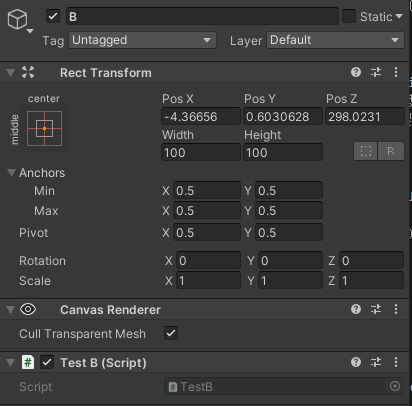 B Static
Tag Untagged Layer Default
Rect Transform
center Pos X Pos Y Pos Z
middle -4.36656 0.6030628 298.0231
Width Height
100 100 R
Anchors
Min X 0.5 Y 0.5
Max X 0.5 Y 0.5
Pivot X 0.5 Y 0.5
Rotation X 0 Y 0 Z 0
Scale X 1 Y 1 Z 1
Canvas Renderer
Cull Transparent Mesh
# Test B (Script)
Script # TestB